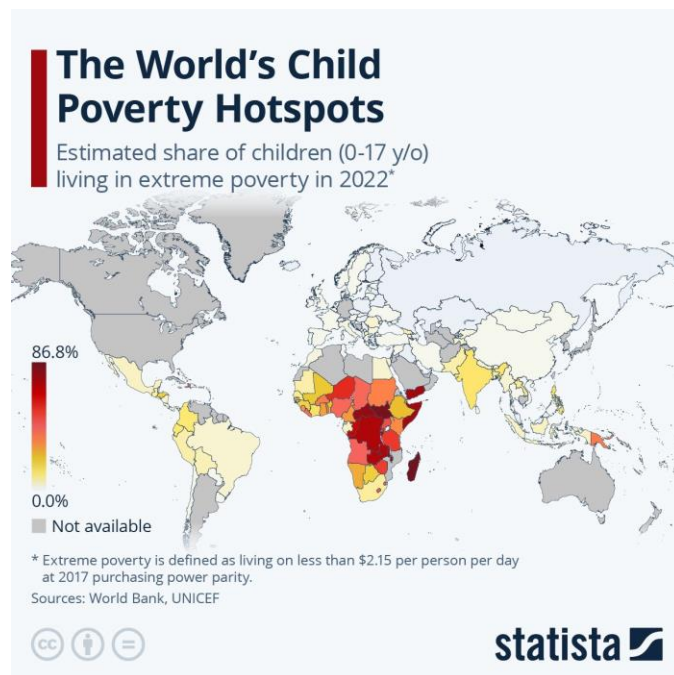 The World's Child
Poverty Hotspots
Estimated share of children (0-17 y/o)
living in extreme poverty in 2022*
86.8%
0.0%
Not available
* Extreme poverty is defined as living on less than $2.15 per person per day
at 2017 purchasing power parity.
Sources: World Bank, UNICEF
cc
=
statista